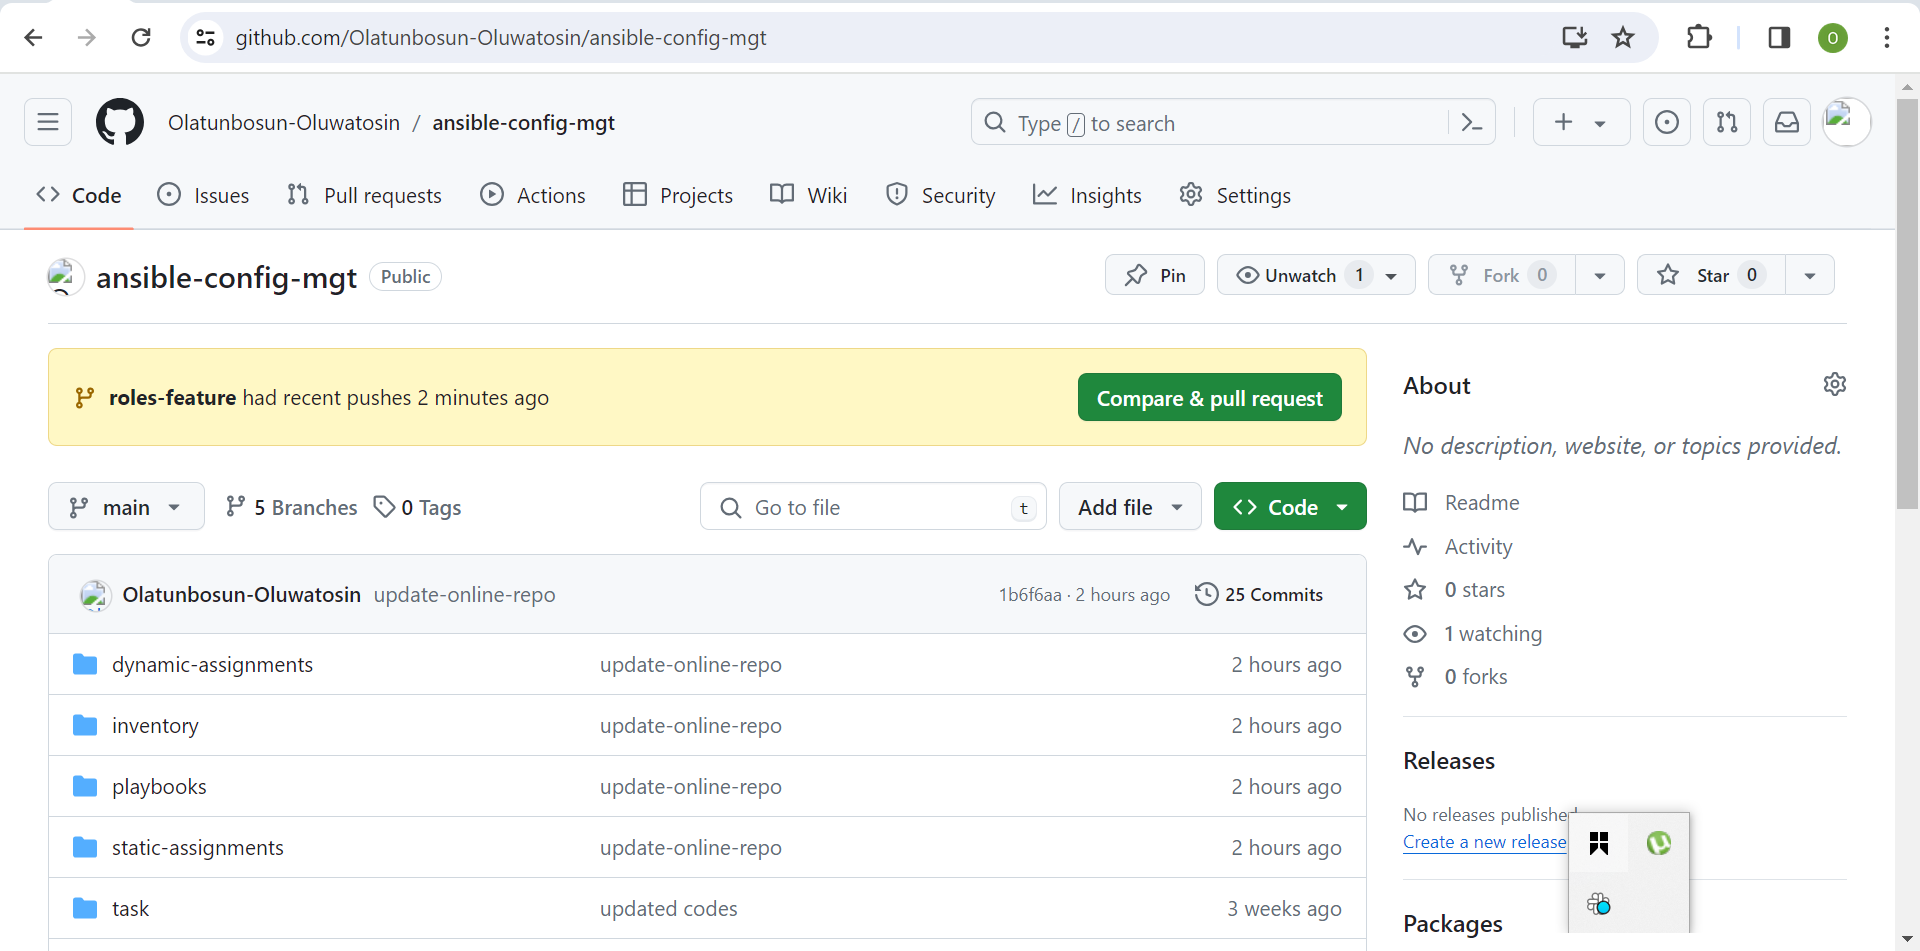 github.com/Olatunbosun-Oluwatosin/ansible-config-mgt
O
Olatunbosun-Oluwatosin / ansible-config-mgt
Type / to search
Code Issues Pull requests Actions Projects Wiki Security Insights Settings
ansible-config-mgt Public
Pin Unwatch 1 Fork 0 Star 0
roles-feature had recent pushes 2 minutes ago
Compare & pull request
main 5 Branches 0 Tags
Go to file t
Add file
Code
Olatunbosun-Oluwatosin update-online-repo 1b6f6aa · 2 hours ago 25 Commits
dynamic-assignments update-online-repo 2 hours ago
inventory update-online-repo 2 hours ago
playbooks update-online-repo 2 hours ago
static-assignments update-online-repo 2 hours ago
task updated codes 3 weeks ago
About
No description, website, or topics provided.
Readme
Activity
0 stars
1 watching
0 forks
Releases
No releases published
Create a new release
Packages